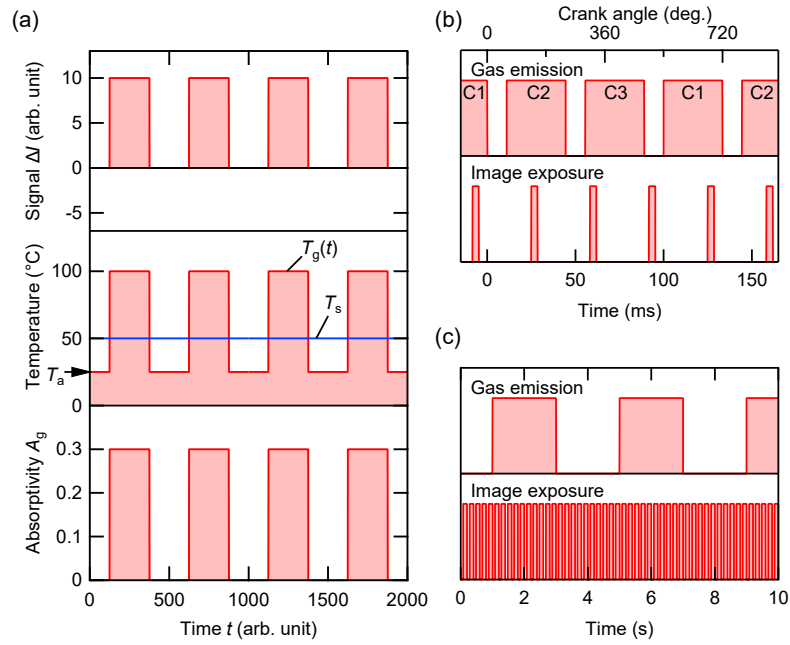 (a)
Signal ΔI (arb. unit)
10
5
0
-5
Temperature (°C)
100
50
0
Tg(t)
Ts
Ta
Absorptivity Ag
0.3
0.2
0.1
0
0 500 1000 1500 2000
Time t (arb. unit)
(b)
Crank angle (deg.)
0 360 720
Gas emission
C1 C2 C3 C1 C2
Image exposure
0 50 100 150
Time (ms)
(c)
Gas emission
Image exposure
0 2 4 6 8 10
Time (s)